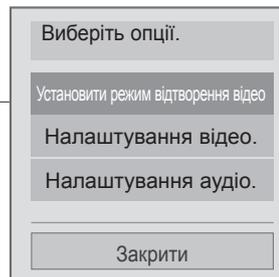 Виберіть опції.
Установити режим відтворення відео
Налаштування відео.
Налаштування аудіо.
Закрити